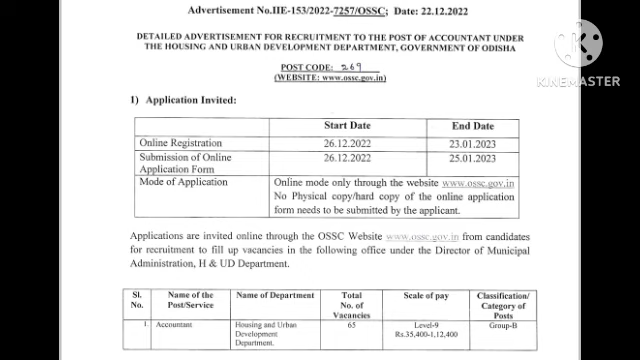 Advertisement No.IIE-153/2022-7257/OSSC; Date: 22.12.2022
DETAILED ADVERTISEMENT FOR RECRUITMENT TO THE POST OF ACCOUNTANT UNDER
THE HOUSING AND URBAN DEVELOPMENT DEPARTMENT, GOVERNMENT OF ODISHA
POST CODE: 269
(WEBSITE: www.ossc.gov.in)
KINEMASTER
1) Application Invited:
Start Date End Date
Online Registration 26.12.2022 23.01.2023
Submission of Online 26.12.2022 25.01.2023
Application Form
Mode of Application Online mode only through the website www.ossc.gov.in
No Physical copy/hard copy of the online application
form needs to be submitted by the applicant.
Applications are invited online through the OSSC Website www.ossc.gov.in from candidates
for recruitment to fill up vacancies in the following office under the Director of Municipal
Administration, H & UD Department.
Sl. Name of the Name of Department Total Scale of pay Classification/
No. Post/Service No. of Category of
Vacancies Posts
1. Accountant Housing and Urban 65 Level-9 Group-B
Development Rs.35,400-1,12,400
Department.